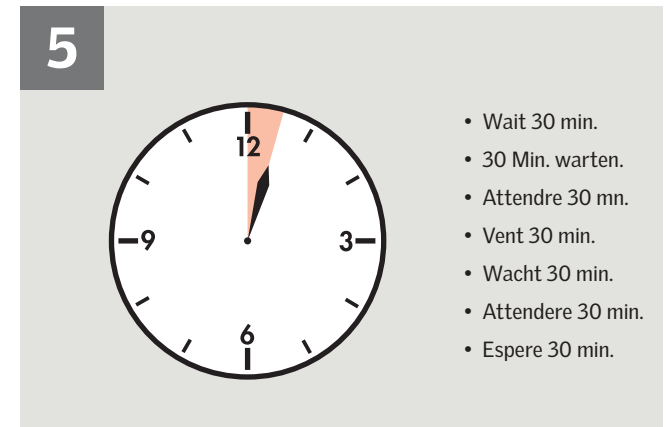 5
12
9
3
6
• Wait 30 min.
• 30 Min. warten.
• Attendre 30 mn.
• Vent 30 min.
• Wacht 30 min.
• Attendere 30 min.
• Espere 30 min.